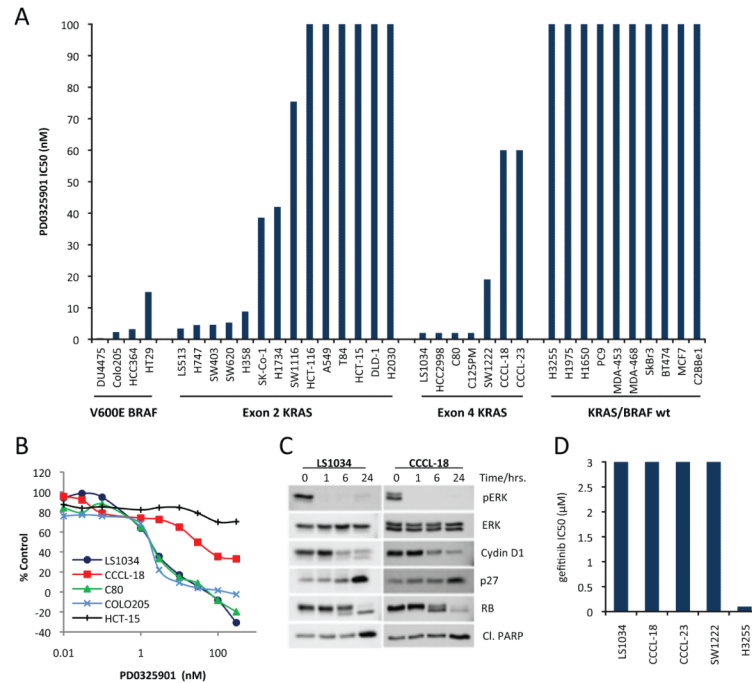 A
100
90
80
70
60
50
40
30
20
10
0
PD0325901 IC50 (nM)
DU4475
Colo205
HCC364
HT29
LS513
H747
SW403
SW620
H358
SK-Co-1
H1734
SW1116
HCT-116
A549
T84
HCT-15
DLD-1
H2030
LS1034
HCC2998
C80
C125PM
SW1222
CCCL-18
CCCL-23
H3255
H1975
H1650
PC9
MDA-453
MDA-468
SkBr3
BT474
MCF7
C2BBe1
V600E BRAF
Exon 2 KRAS
Exon 4 KRAS
KRAS/BRAF wt
B
120
100
80
60
40
20
0
-20
-40
% Control
LS1034
CCCL-18
C80
COLO205
HCT-15
0.01
1
100
PD0325901 (nM)
C
LS1034 CCCL-18
0 1 6 24 0 1 6 24 Time/hrs.
pERK
ERK
Cydin D1
p27
RB
Cl. PARP
D
3
2.5
2
1.5
1
0.5
0
gefitinib IC50 (μM)
LS1034
CCCL-18
CCCL-23
SW1222
H3255